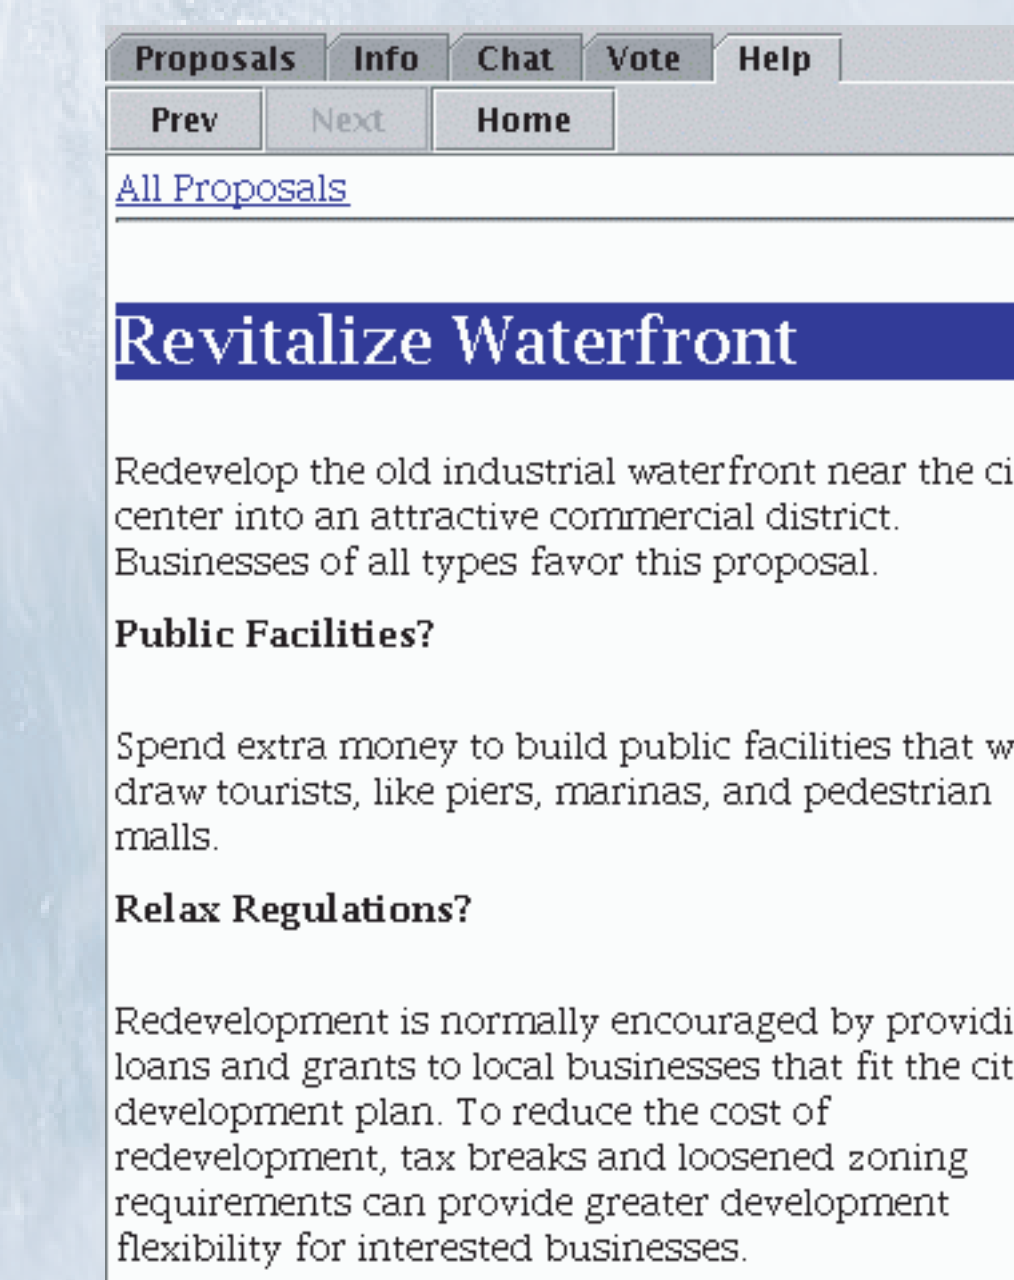 Proposals Info Chat Vote Help
Prev Next Home
All Proposals
Revitalize Waterfront
Redevelop the old industrial waterfront near the
center into an attractive commercial district.
Businesses of all types favor this proposal.
Public Facilities?
Spend extra money to build public facilities that
draw tourists, like piers, marinas, and pedestrian
malls.
Relax Regulations?
Redevelopment is normally encouraged by
loans and grants to local businesses that fit the
development plan. To reduce the cost of
redevelopment, tax breaks and loosened zoning
requirements can provide greater development
flexibility for interested businesses.